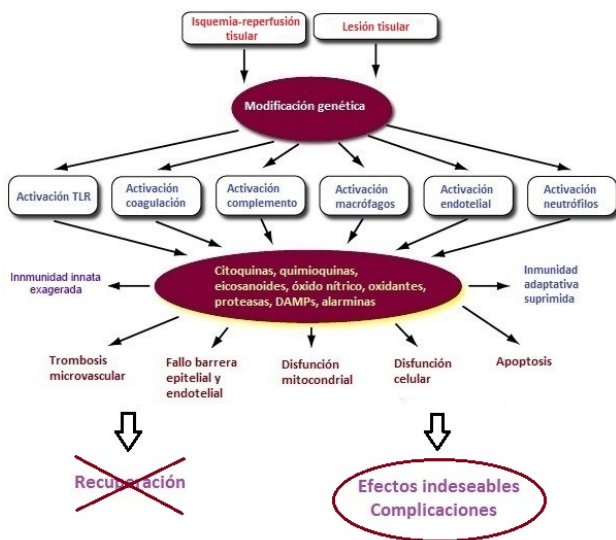 Isquemia-reperfusión
tisular
Lesión tisular
Modificación genética
Activación TLR
Activación
coagulación
Activación
complemento
Activación
macrófagos
Activación
endotelial
Activación
neutrófilos
Innmunidad innata
exagerada
Citoquinas, quimioquinas,
eicosanoides, óxido nítrico, oxidantes,
proteasas, DAMPs, alarminas
Inmunidad
adaptativa
suprimida
Trombosis
microvascular
Fallo barrera
epitelial y
endotelial
Disfunción
mitocondrial
Disfunción
celular
Apoptosis
Recuperación
Efectos indeseables
Complicaciones